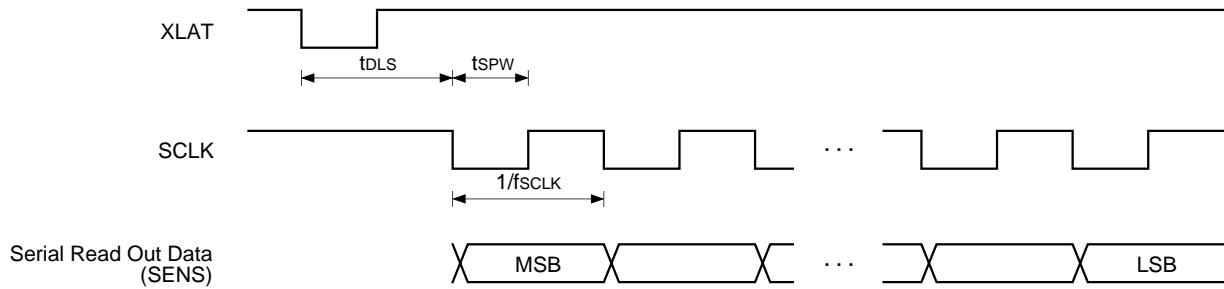 XLAT
tDLS
tSPW
SCLK
...
1/fSCLK
Serial Read Out Data
(SENS)
MSB
...
LSB